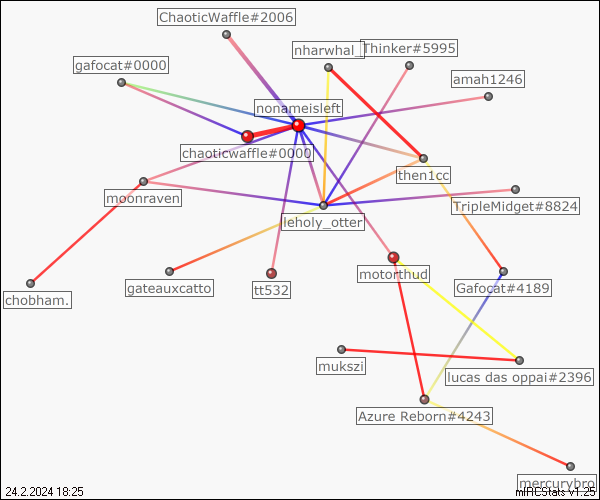 ChaoticWaffle#2006
nharwhal_
Thinker#5995
gafocat#0000
amah1246
nonameisleft
chaoticwaffle#0000
then1cc
moonraven
TripleMidget#8824
leholy_otter
motorthud
gateauxcatto
tt532
Gafocat#4189
chobham.
mukszi
lucas das oppai#2396
Azure Reborn#4243
mercurybro
24.2.2024 18:25
mIRCStats v1.25